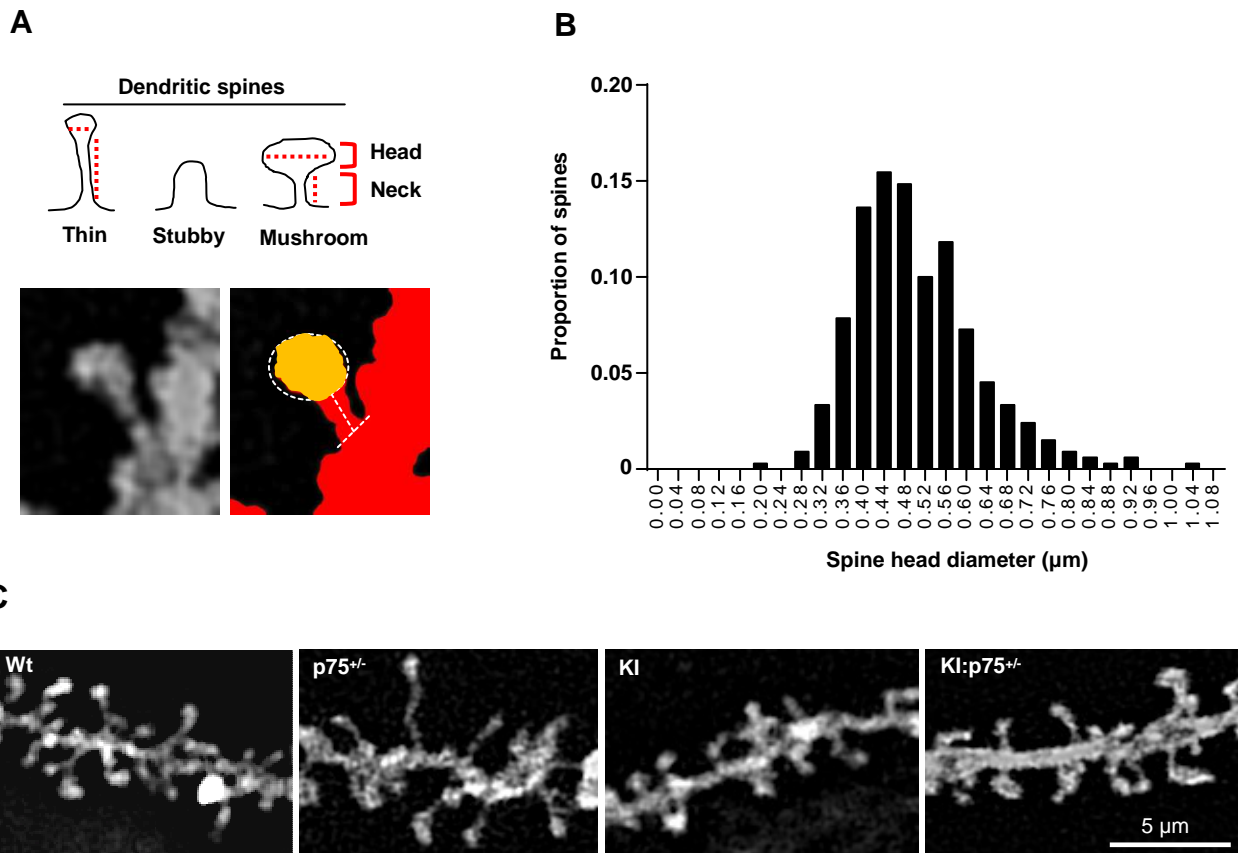 A
Dendritic spines
Head
Neck
Thin Stubby Mushroom
B
0.20
0.15
0.10
0.05
0
Proportion of spines
0.00 0.04 0.08 0.12 0.16 0.20 0.24 0.28 0.32 0.36 0.40 0.44 0.48 0.52 0.56 0.60 0.64 0.68 0.72 0.76 0.80 0.84 0.88 0.92 0.96 1.00 1.04 1.08
Spine head diameter (µm)
C
Wt
p75+/-
KI
KI:p75+/-
5 µm